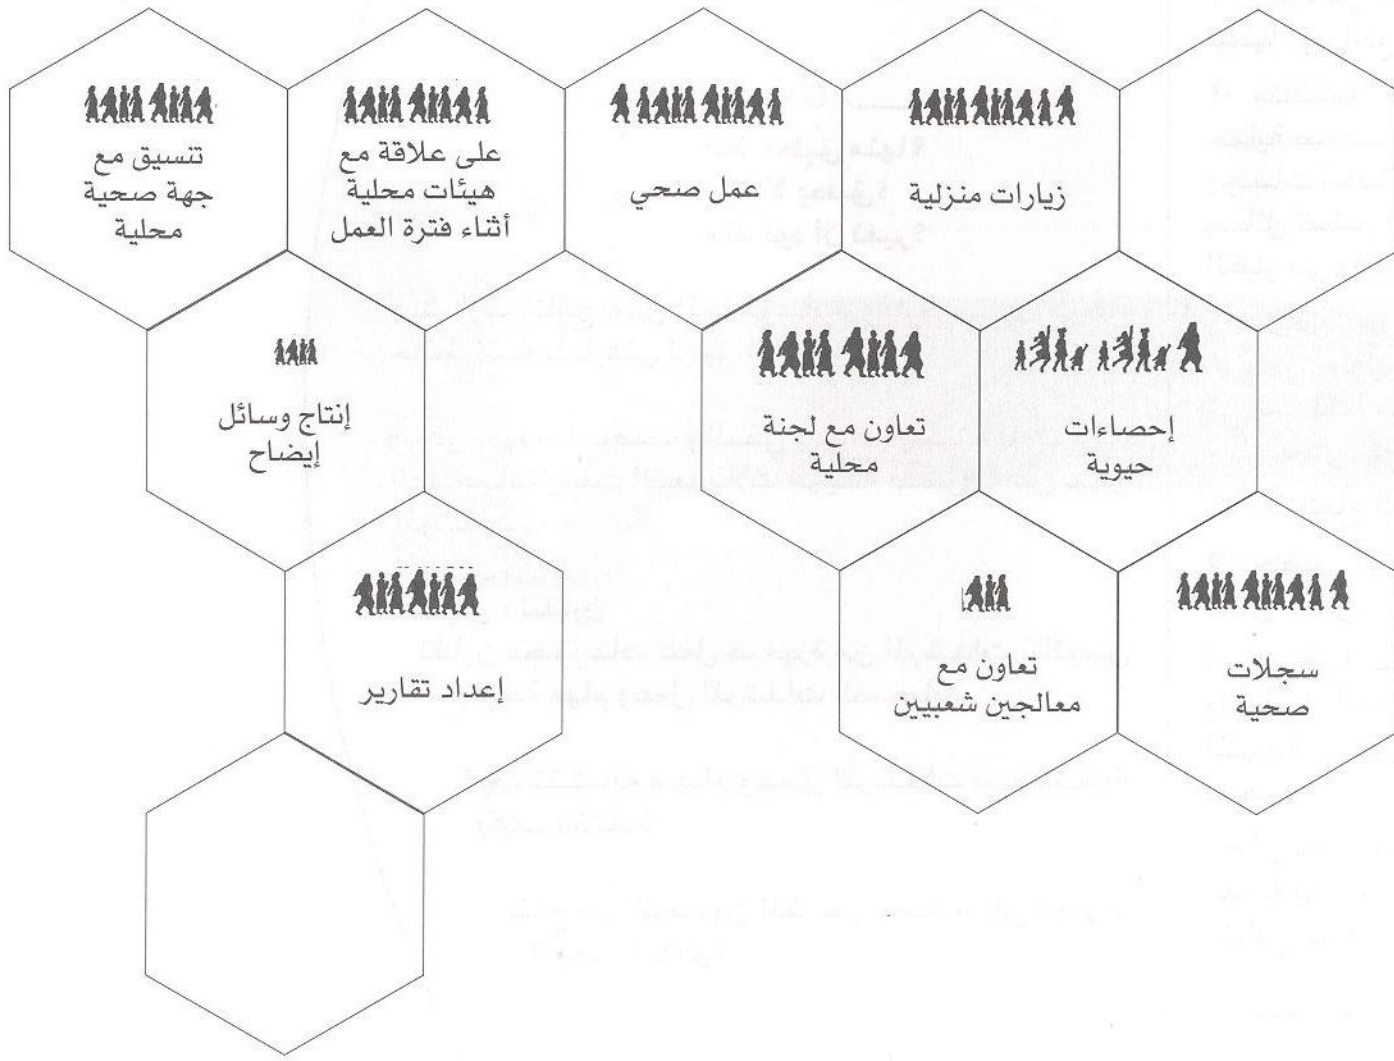 زيارات منزلية
عمل صحي
على علاقة مع
هيئات محلية
أثناء فترة العمل
تنسيق مع
جهة صحية
محلية
إحصاءات
حيوية
تعاون مع لجنة
محلية
إنتاج وسائل
إيضاح
سجلات
صحية
تعاون مع
معالجين شعبيين
إعداد تقارير